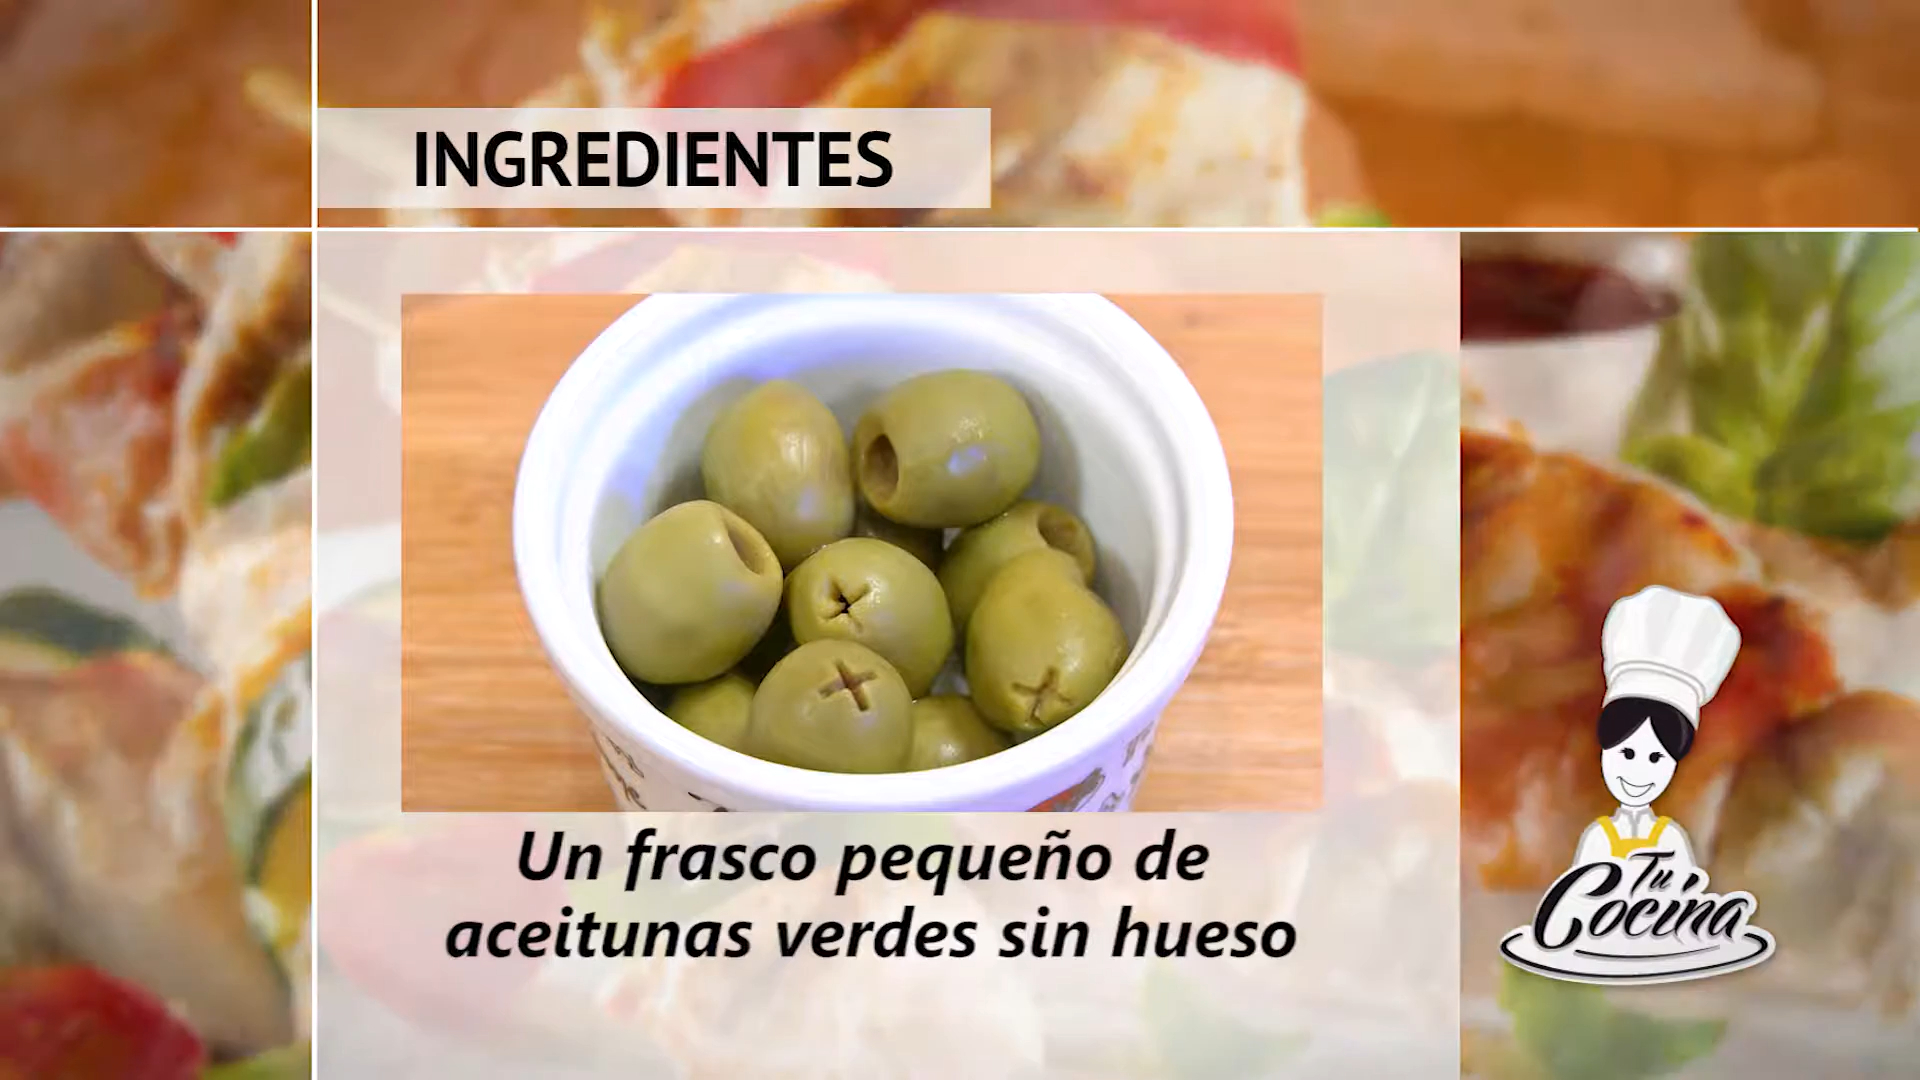 INGREDIENTES
Un frasco pequeño de
aceitunas verdes sin hueso
Tu
Cocina